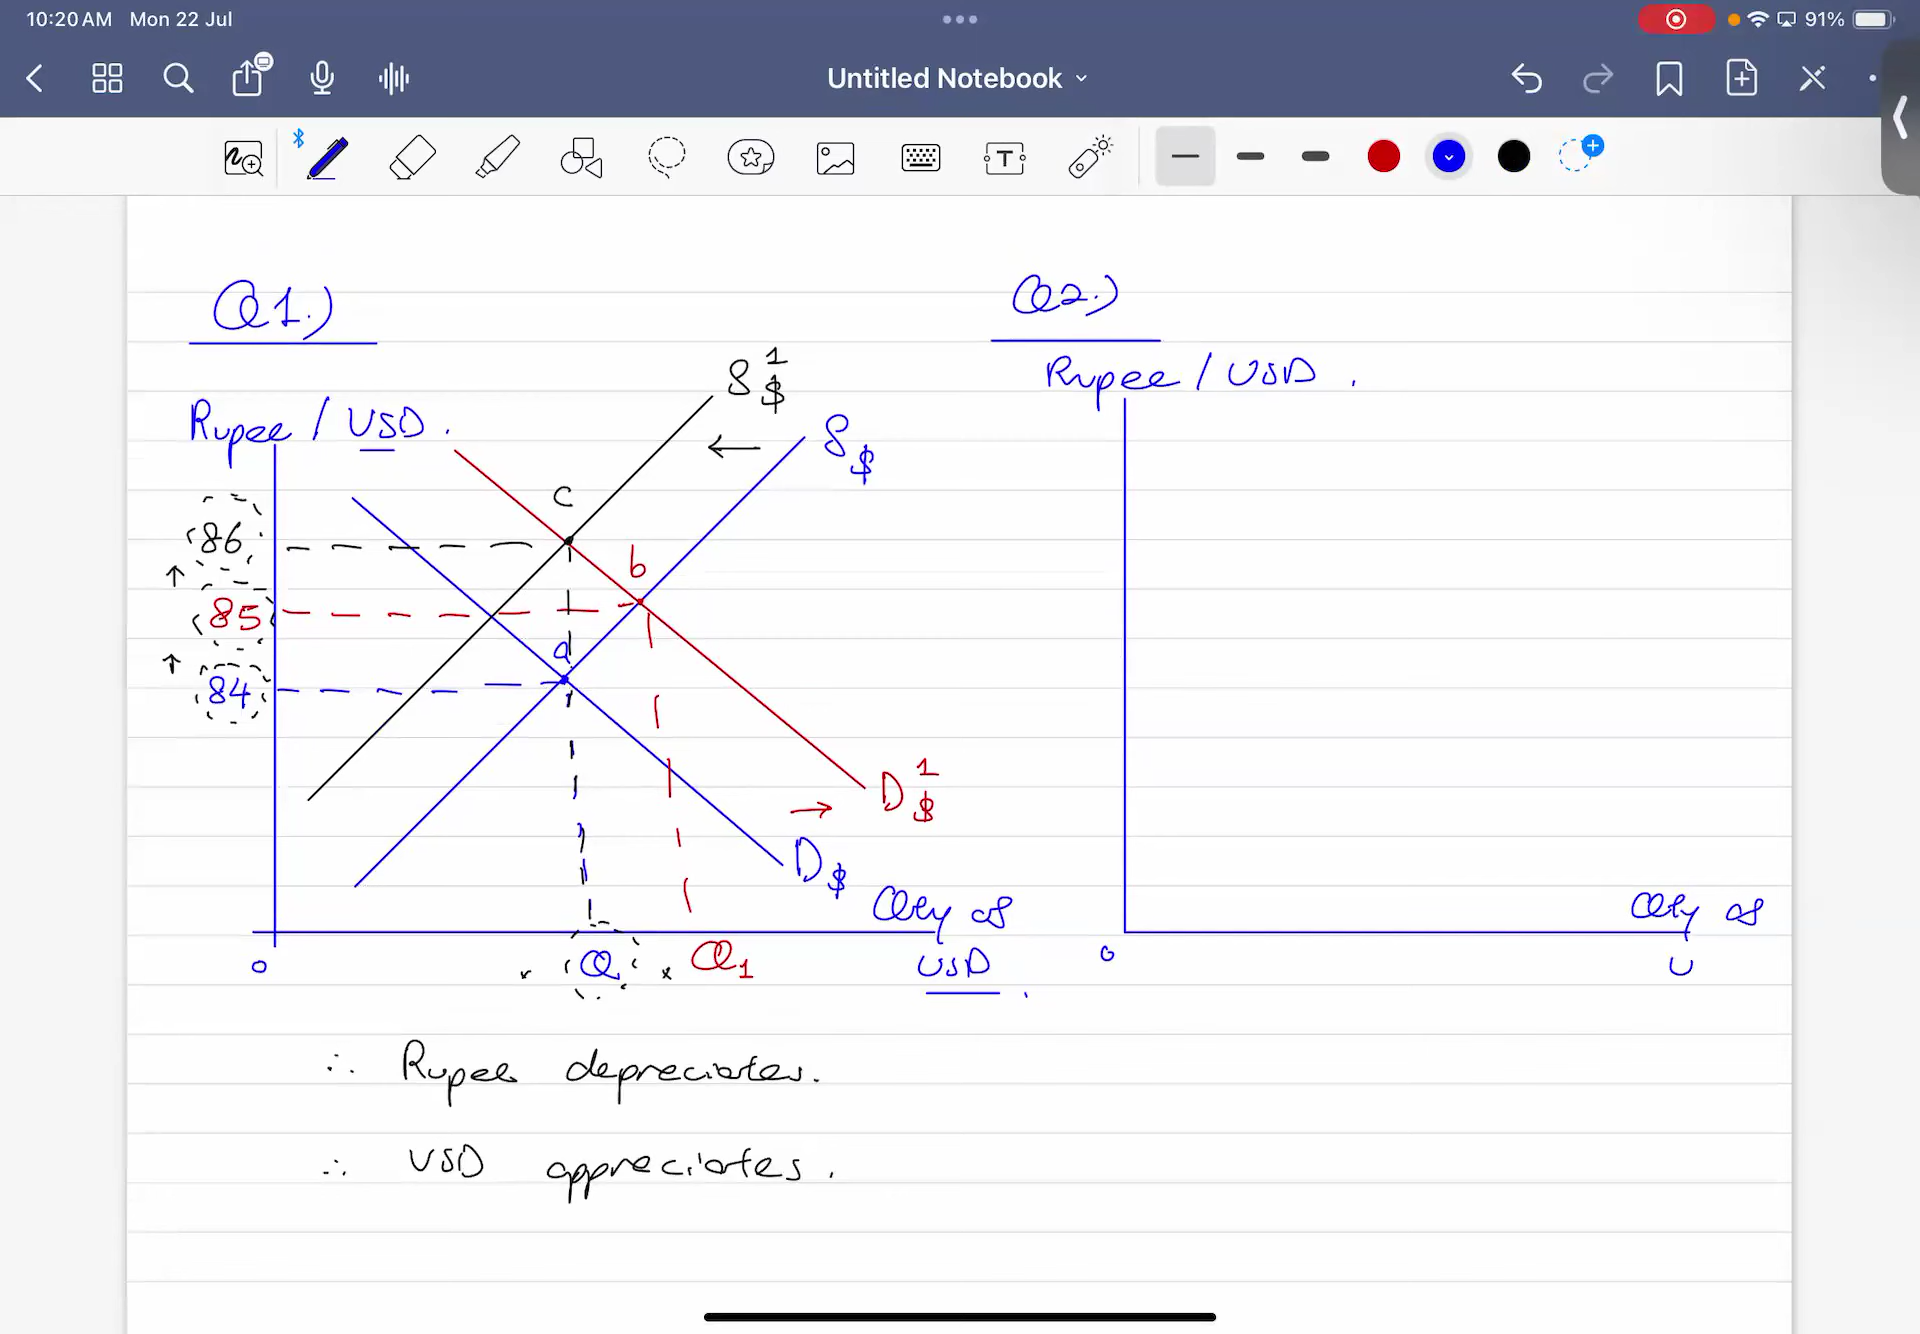 10:20 AM Mon 22 Jul
91%
Untitled Notebook
T
Q1.)
Rupee / USD.
S 1 $
S $
86
85
84
c
b
a
D 1 $
D $
Qty of
USD
0
Q
Q1
∴ Rupee depreciates.
∴ USD appreciates.
Q2.)
Rupee / USD.
Qty of
U
0